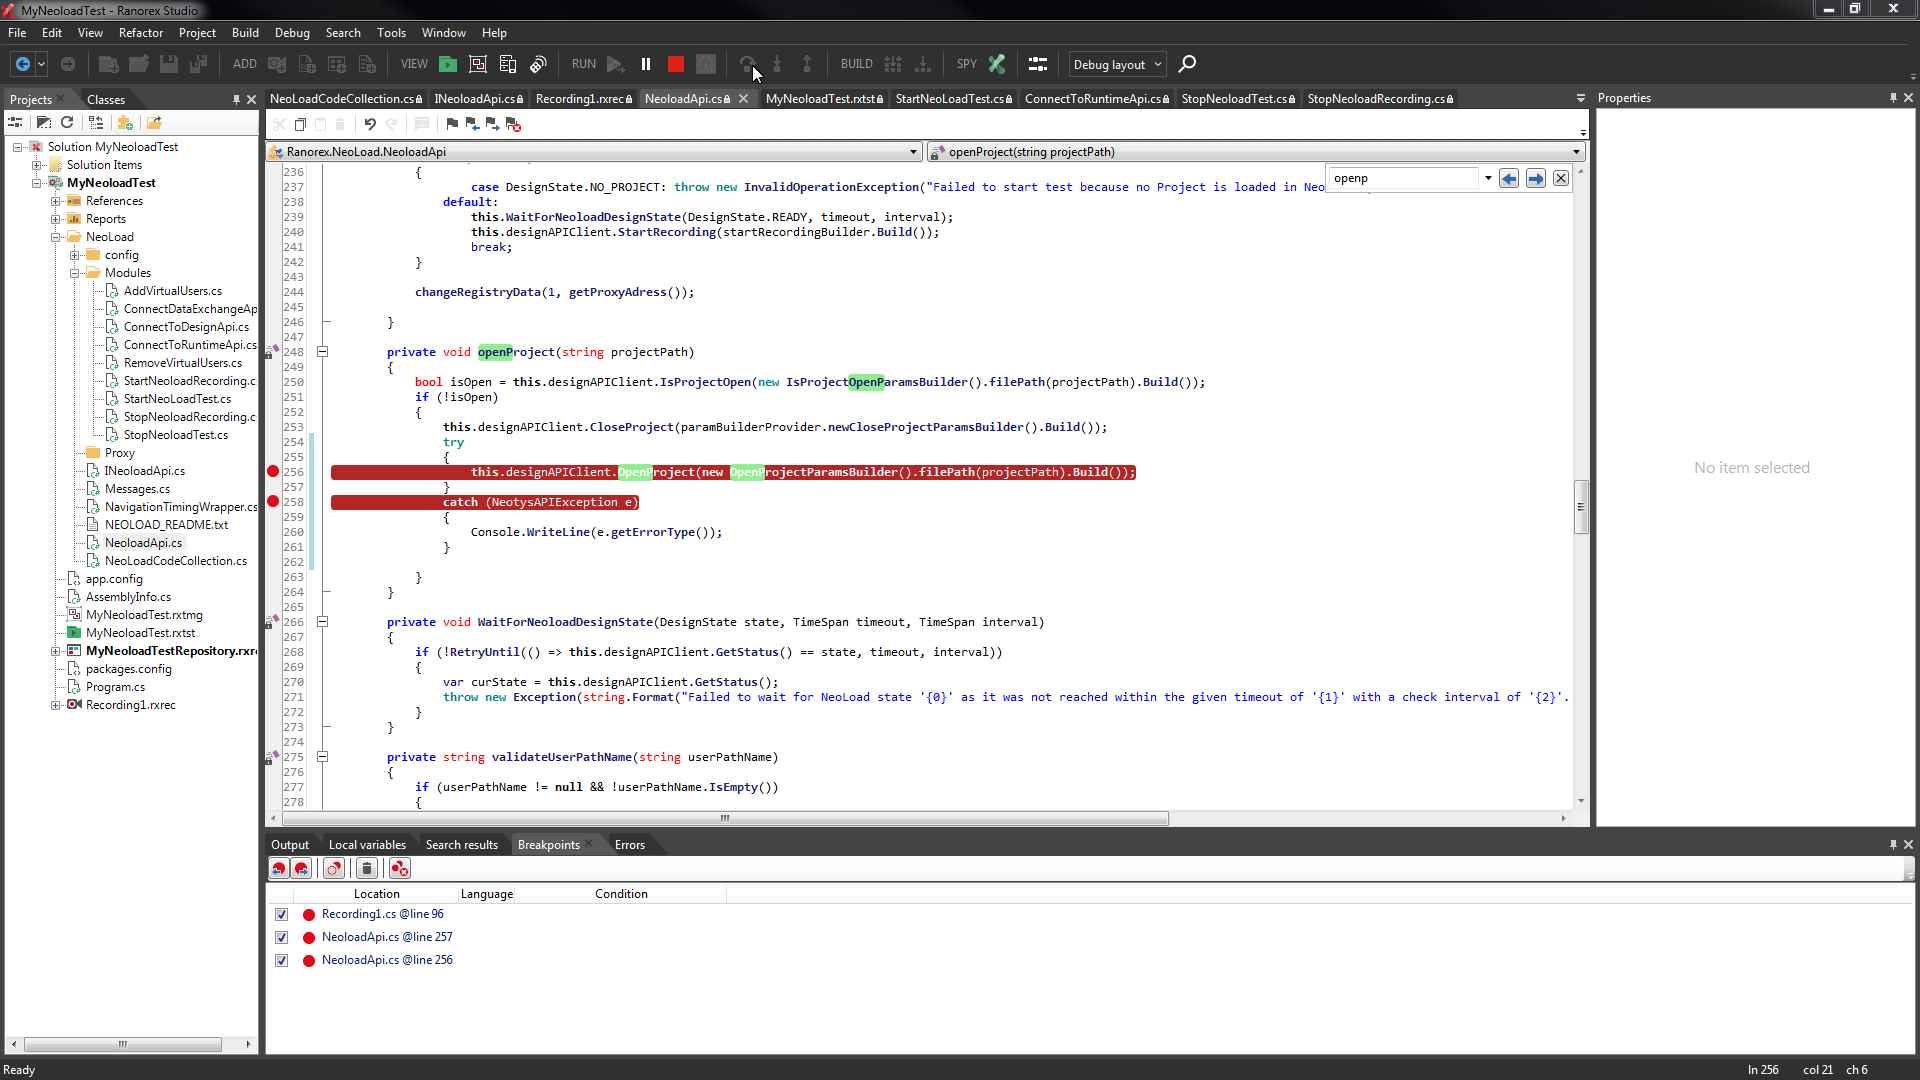 MyNeoloadTest - Ranorex Studio
File Edit View Refactor Project Build Debug Search Tools Window Help
ADD VIEW RUN BUILD SPY Debug layout
Projects Classes
NeoLoadCodeCollection.cs INeoloadApi.cs Recording1.rxrec NeoloadApi.cs MyNeoloadTest.rxtst StartNeoLoadTest.cs ConnectToRuntimeApi.cs StopNeoloadTest.cs StopNeoloadRecording.cs
Properties
Ranorex.NeoLoad.NeoloadApi
openProject(string projectPath)
openp
Solution MyNeoloadTest
Solution Items
MyNeoloadTest
References
Reports
NeoLoad
config
Modules
AddVirtualUsers.cs
ConnectDataExchangeAp
ConnectToDesignApi.cs
ConnectToRuntimeApi.cs
RemoveVirtualUsers.cs
StartNeoloadRecording.c
StartNeoLoadTest.cs
StopNeoloadRecording.c
StopNeoloadTest.cs
Proxy
INeoloadApi.cs
Messages.cs
NavigationTimingWrapper.cs
NEOLOAD_README.txt
NeoloadApi.cs
NeoLoadCodeCollection.cs
app.config
AssemblyInfo.cs
MyNeoloadTest.rxtmg
MyNeoloadTest.rxtst
MyNeoloadTestRepository.rxre
packages.config
Program.cs
Recording1.rxrec
236 {
237 case DesignState.NO_PROJECT: throw new InvalidOperationException("Failed to start test because no Project is loaded in Neo
238 default:
239 this.WaitForNeoloadDesignState(DesignState.READY, timeout, interval);
240 this.designAPIClient.StartRecording(startRecordingBuilder.Build());
241 break;
242 }
243
244 changeRegistryData(1, getProxyAdress());
245
246 }
247
248 private void openProject(string projectPath)
249 {
250 bool isOpen = this.designAPIClient.IsProjectOpen(new IsProjectOpenParamsBuilder().filePath(projectPath).Build());
251 if (!isOpen)
252 {
253 this.designAPIClient.CloseProject(paramBuilderProvider.newCloseProjectParamsBuilder().Build());
254 try
255 {
256 this.designAPIClient.OpenProject(new OpenProjectParamsBuilder().filePath(projectPath).Build());
257 }
258 catch (NeotysAPIException e)
259 {
260 Console.WriteLine(e.getErrorType());
261 }
262
263 }
264 }
265
266 private void WaitForNeoloadDesignState(DesignState state, TimeSpan timeout, TimeSpan interval)
267 {
268 if (!RetryUntil(() => this.designAPIClient.GetStatus() == state, timeout, interval))
269 {
270 var curState = this.designAPIClient.GetStatus();
271 throw new Exception(string.Format("Failed to wait for NeoLoad state '{0}' as it was not reached within the given timeout of '{1}' with a check interval of '{2}'.
272 }
273 }
274
275 private string validateUserPathName(string userPathName)
276 {
277 if (userPathName != null && !userPathName.IsEmpty())
278 {
No item selected
Output Local variables Search results Breakpoints Errors
Location Language Condition
Recording1.cs @line 96
NeoloadApi.cs @line 257
NeoloadApi.cs @line 256
Ready
ln 256 col 21 ch 6